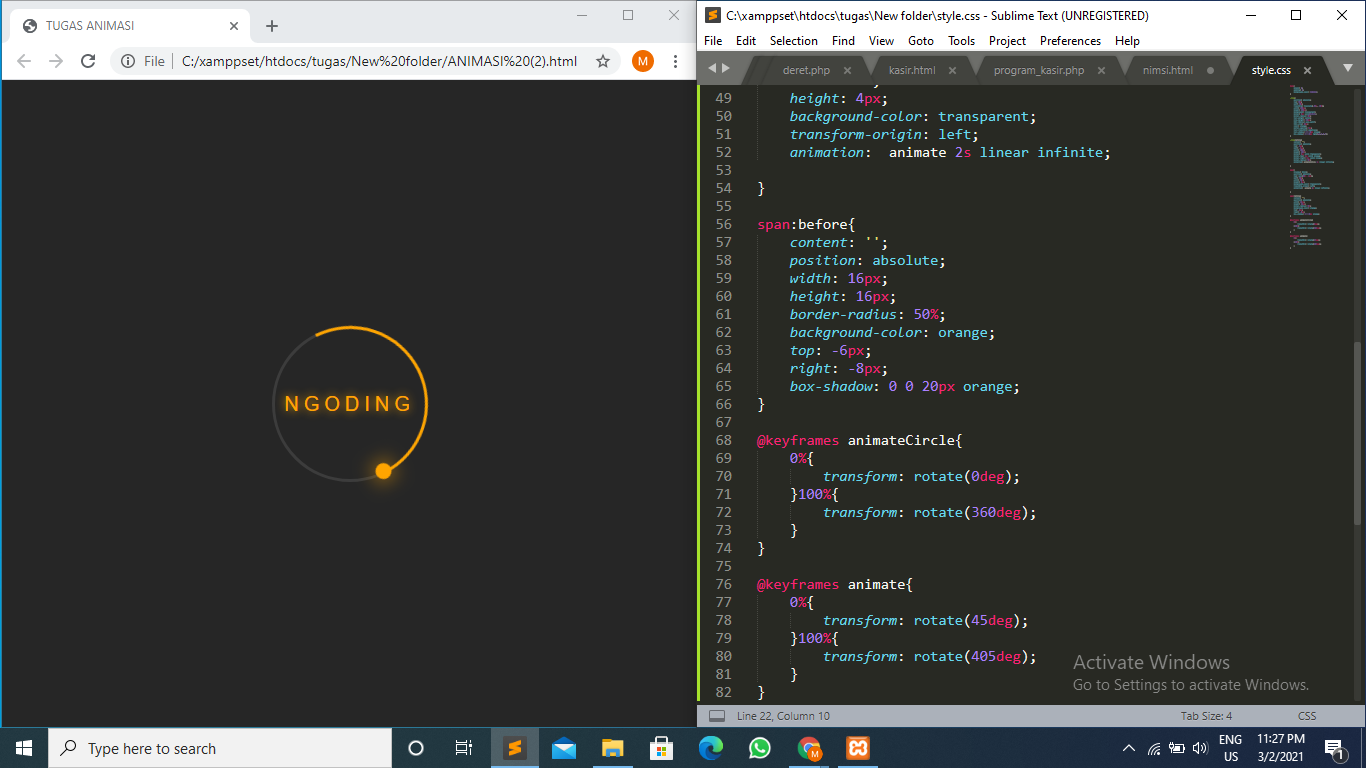 TUGAS ANIMASI
File C:/xamppset/htdocs/tugas/New%20folder/ANIMASI%20(2).html M
NGODING
C:\xamppset\htdocs\tugas\New folder\style.css - Sublime Text (UNREGISTERED)
File Edit Selection Find View Goto Tools Project Preferences Help
deret.php kasir.html program_kasir.php nimsi.html style.css
49 height: 4px;
50 background-color: transparent;
51 transform-origin: left;
52 animation:  animate 2s linear infinite;
53
54 }
55
56 span:before{
57 content: '';
58 position: absolute;
59 width: 16px;
60 height: 16px;
61 border-radius: 50%;
62 background-color: orange;
63 top: -6px;
64 right: -8px;
65 box-shadow: 0 0 20px orange;
66 }
67
68 @keyframes animateCircle{
69 0%{
70 transform: rotate(0deg);
71 }100%{
72 transform: rotate(360deg);
73 }
74 }
75
76 @keyframes animate{
77 0%{
78 transform: rotate(45deg);
79 }100%{
80 transform: rotate(405deg);
81 }
82 }
Activate Windows
Go to Settings to activate Windows.
Line 22, Column 10 Tab Size: 4 CSS
Type here to search
M
ENG
US
11:27 PM
3/2/2021
1